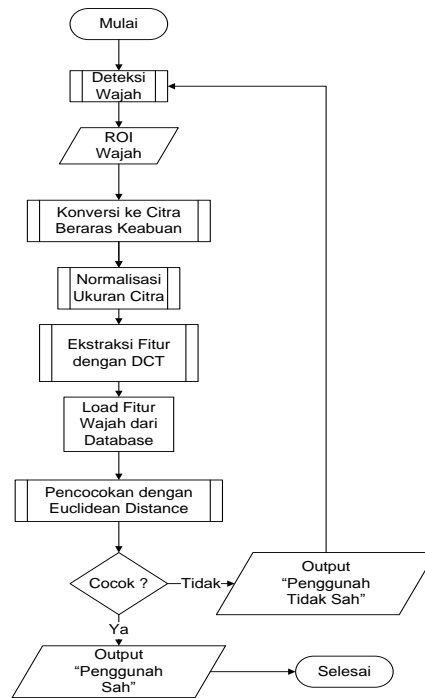 Mulai
Deteksi
Wajah
ROI
Wajah
Konversi ke Citra
Beraras Keabuan
Normalisasi
Ukuran Citra
Ekstraksi Fitur
dengan DCT
Load Fitur
Wajah dari
Database
Pencocokan dengan
Euclidean Distance
Cocok ?
Tidak
Output
“Penggunah
Tidak Sah”
Ya
Output
“Penggunah
Sah”
Selesai